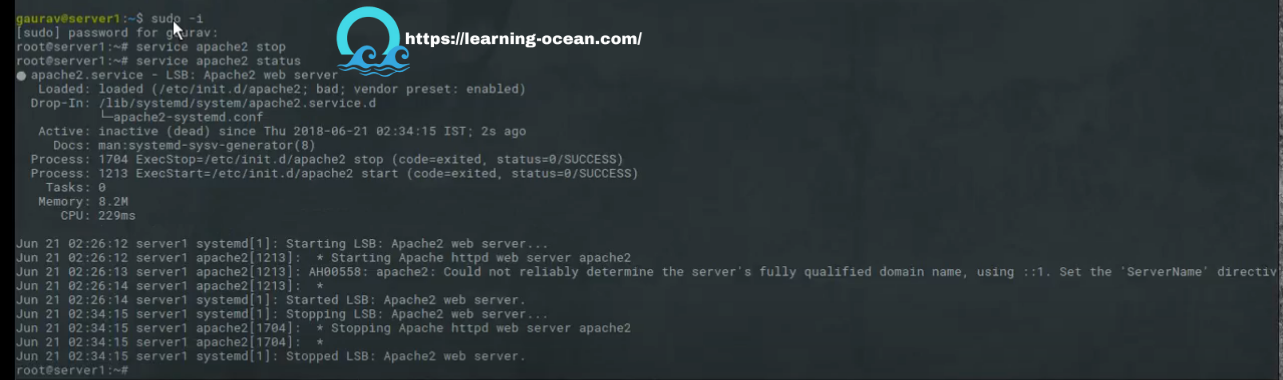 gaurav@server1:~$ sudo -i
[sudo] password for gaurav:
https://learning-ocean.com/
root@server1:~# service apache2 stop
root@server1:~# service apache2 status
● apache2.service - LSB: Apache2 web server
   Loaded: loaded (/etc/init.d/apache2; bad; vendor preset: enabled)
  Drop-In: /lib/systemd/system/apache2.service.d
           └─apache2-systemd.conf
   Active: inactive (dead) since Thu 2018-06-21 02:34:15 IST; 2s ago
     Docs: man:systemd-sysv-generator(8)
  Process: 1704 ExecStop=/etc/init.d/apache2 stop (code=exited, status=0/SUCCESS)
  Process: 1213 ExecStart=/etc/init.d/apache2 start (code=exited, status=0/SUCCESS)
    Tasks: 0
   Memory: 8.2M
      CPU: 229ms
Jun 21 02:26:12 server1 systemd[1]: Starting LSB: Apache2 web server...
Jun 21 02:26:12 server1 apache2[1213]:  * Starting Apache httpd web server apache2
Jun 21 02:26:13 server1 apache2[1213]: AH00558: apache2: Could not reliably determine the server's fully qualified domain name, using ::1. Set the 'ServerName' directiv
Jun 21 02:26:14 server1 apache2[1213]:  *
Jun 21 02:26:14 server1 systemd[1]: Started LSB: Apache2 web server.
Jun 21 02:34:15 server1 systemd[1]: Stopping LSB: Apache2 web server...
Jun 21 02:34:15 server1 apache2[1704]:  * Stopping Apache httpd web server apache2
Jun 21 02:34:15 server1 apache2[1704]:  *
Jun 21 02:34:15 server1 systemd[1]: Stopped LSB: Apache2 web server.
root@server1:~#